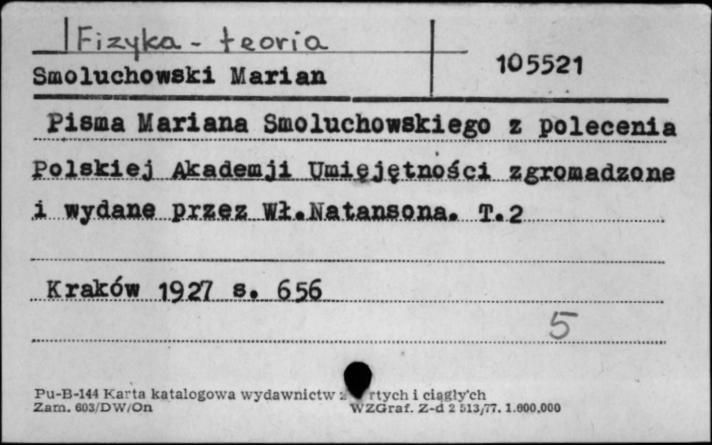 Fizyka - teoria
105521
Smoluchowski Marian
Pisma Mariana Smoluchowskiego z polecenia
Polskiej Akademji Umiejętności zgromadzone
i wydane przez Wł.Natansona. T.2
Kraków 1927 s. 656
5
Pu-B-144 Karta katalogowa wydawnictw rtych i ciągły'ch
Zam. 603/DW/On WZGraf. Z-d 2 513/77. 1.600.000